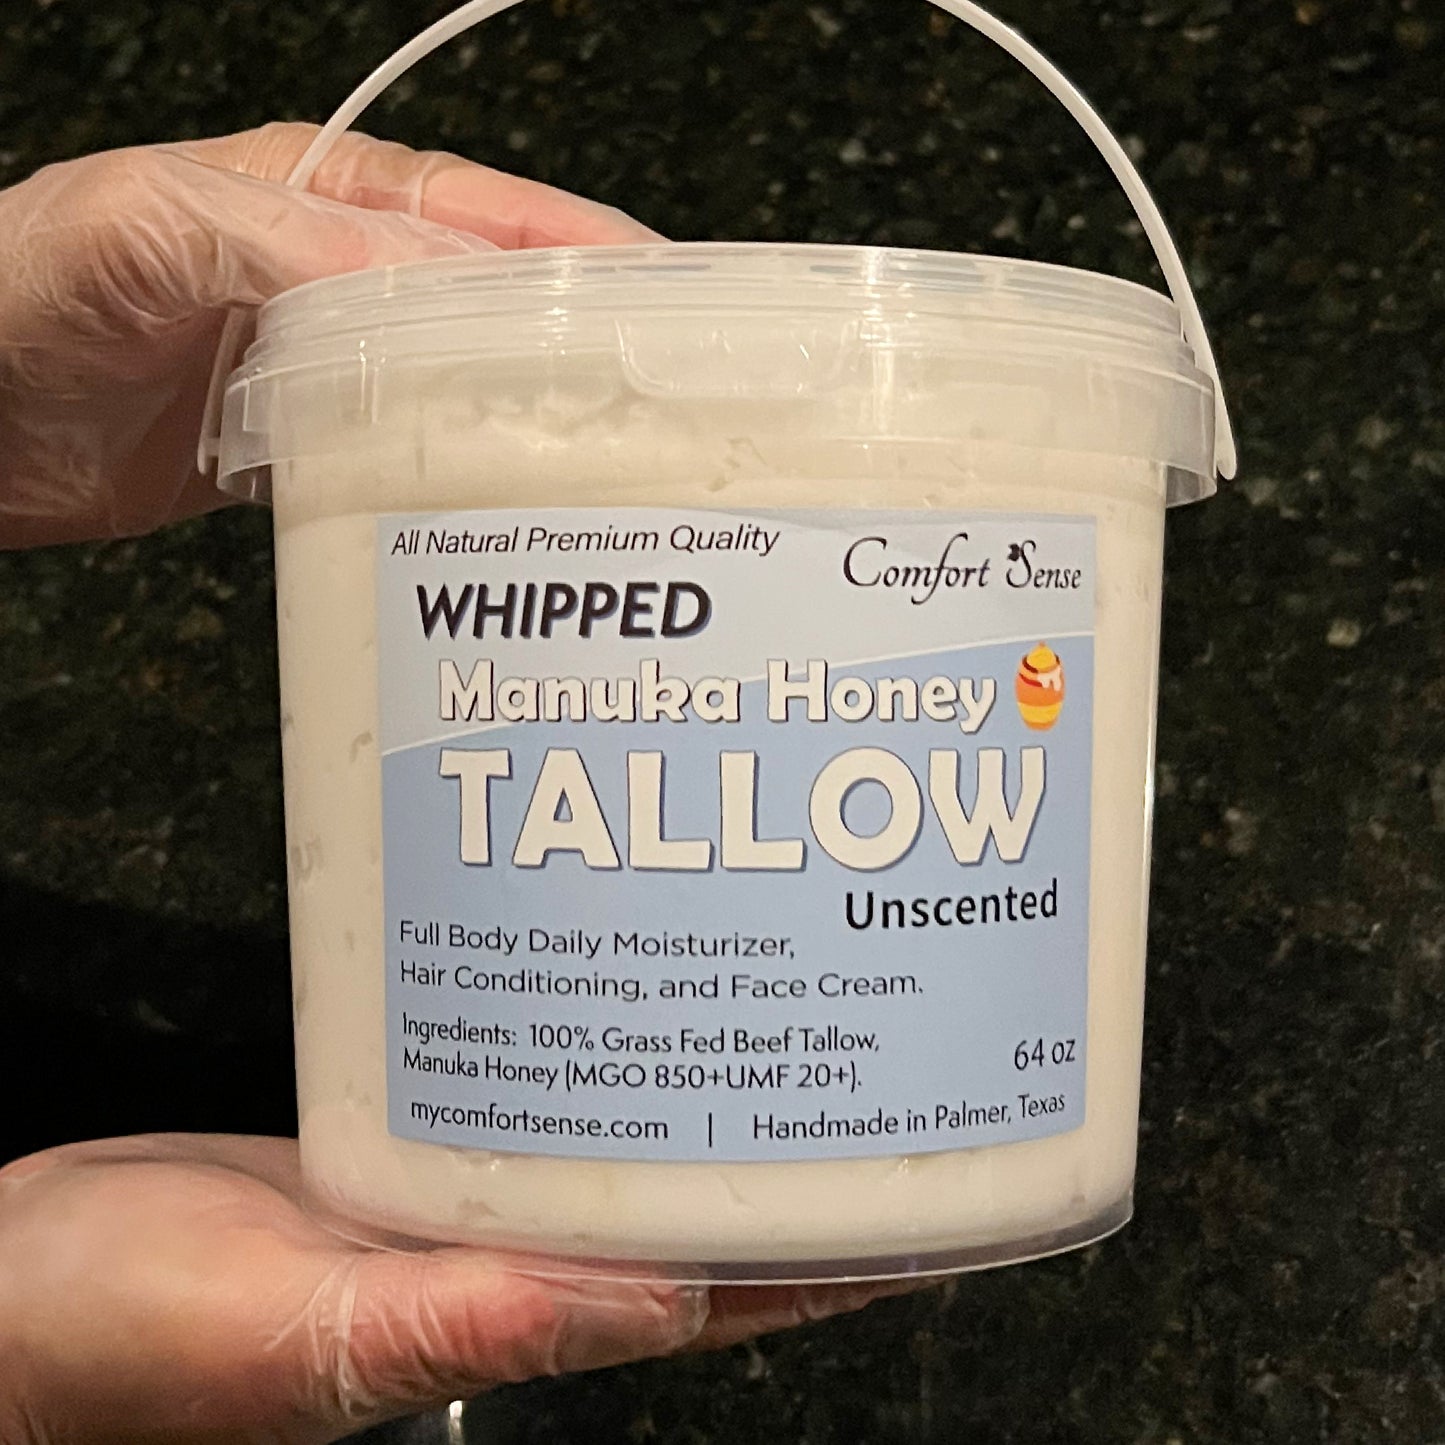 All Natural Premium Quality
Comfort Sense
WHIPPED
Manuka Honey
TALLOW
Unscented
Full Body Daily Moisturizer,
Hair Conditioning, and Face Cream.
Ingredients: 100% Grass Fed Beef Tallow,
Manuka Honey (MGO 850+UMF 20+).
64 oz
mycomfortsense.com | Handmade in Palmer, Texas